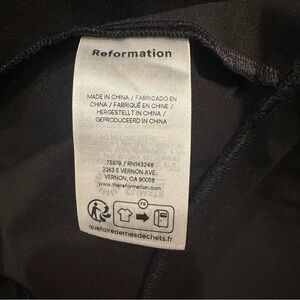 Reformation
MADE IN CHINA / FABRICADO EN
CHINA / FABRIQUÉ EN CHINE /
HERGESTELLT IN CHINA /
GEPRODUCEERD IN CHINA
73979 / RN143248
2263 E VERNON AVE,
VERNON, CA 90058
www.thereformation.com
FR
quefairedemesdechets.fr